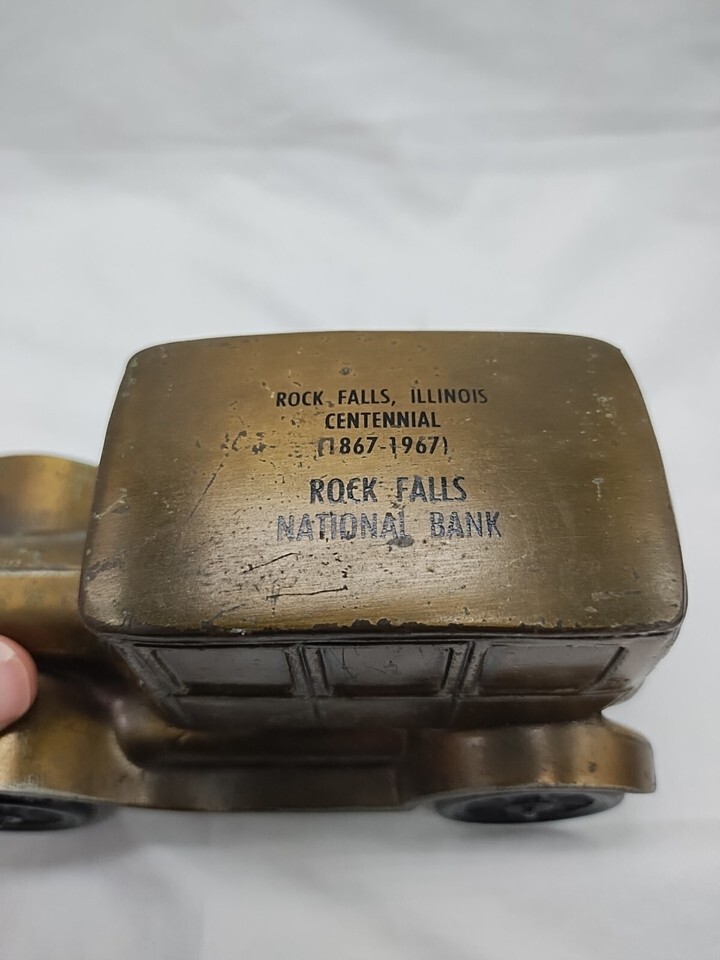 ROCK FALLS, ILLINOIS
CENTENNIAL
(1867-1967)
ROCK FALLS
NATIONAL BANK